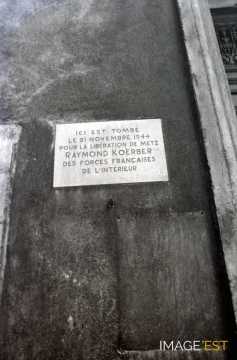 ICI EST TOMBÉ
LE 21 NOVEMBRE 1944
POUR LA LIBÉRATION DE METZ
RAYMOND KOERBER
DES FORCES FRANÇAISES
DE L'INTÉRIEUR
IMAGE'EST